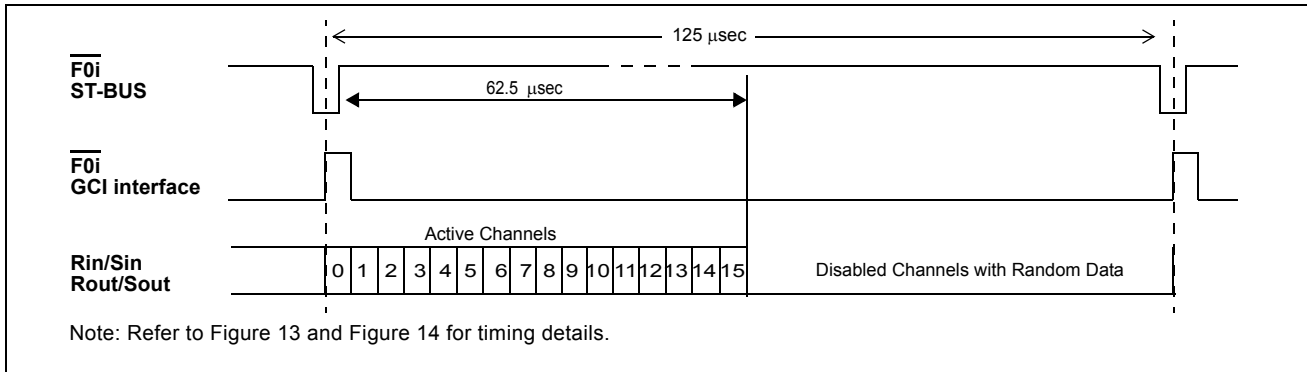 125 µsec
F0i
ST-BUS
62.5 µsec
F0i
GCI interface
Active Channels
Rin/Sin
Rout/Sout
0 1 2 3 4 5 6 7 8 9 10 11 12 13 14 15
Disabled Channels with Random Data
Note: Refer to Figure 13 and Figure 14 for timing details.